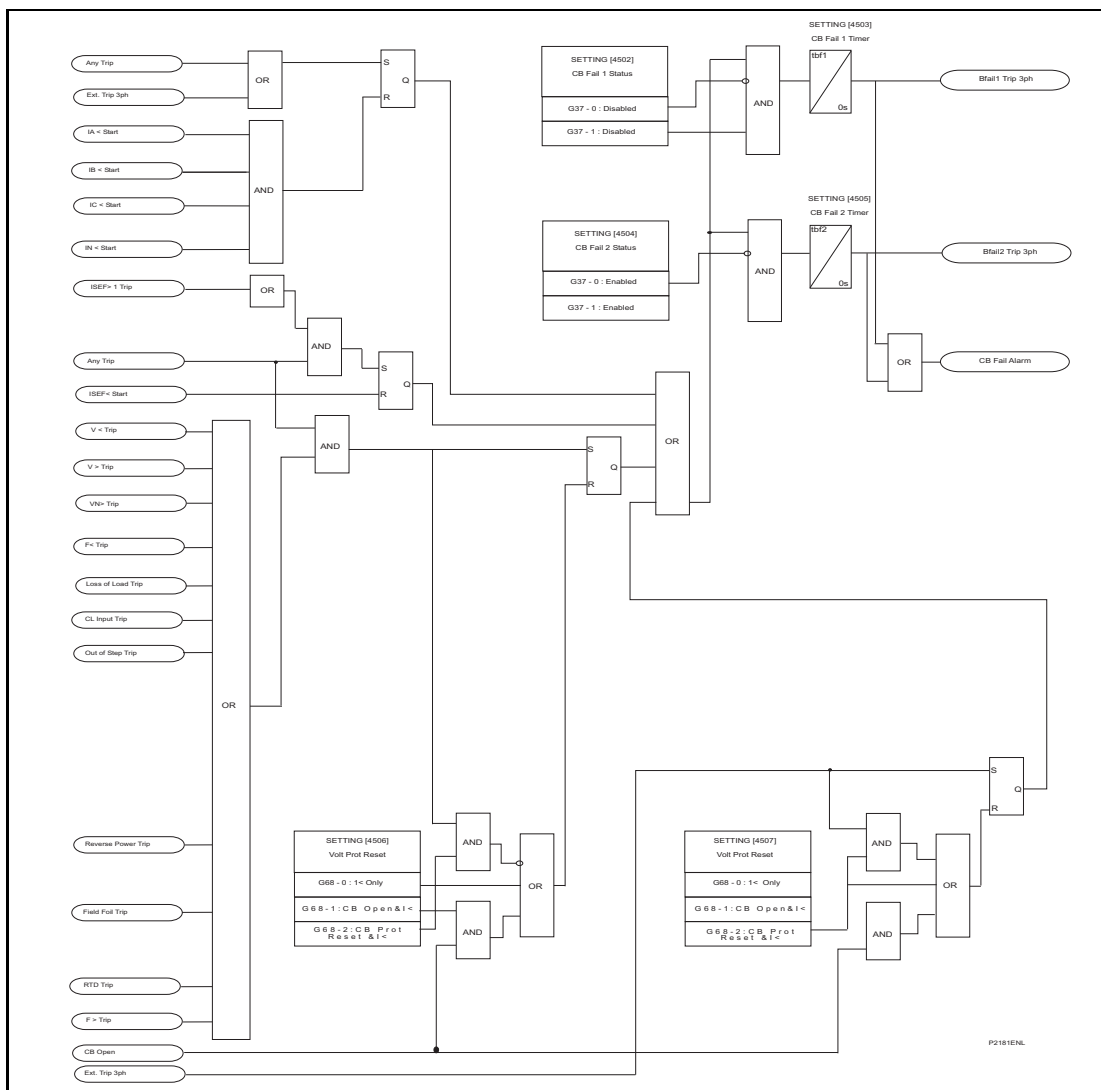 Any Trip
Ext. Trip 3ph
IA < Start
IB < Start
IC < Start
IN < Start
ISEF> 1 Trip
Any Trip
ISEF< Start
V < Trip
V > Trip
VN> Trip
F< Trip
Loss of Load Trip
CL Input Trip
Out of Step Trip
Reverse Power Trip
Field Foil Trip
RTD Trip
F > Trip
CB Open
Ext. Trip 3ph
OR
AND
OR
AND
AND
OR
S
Q
R
S
Q
R
S
Q
R
OR
SETTING [4502]
CB Fail 1 Status
G37 - 0 : Disabled
G37 - 1 : Disabled
AND
SETTING [4503]
CB Fail 1 Timer
tbf1
0s
Bfail1 Trip 3ph
SETTING [4504]
CB Fail 2 Status
G37 - 0 : Enabled
G37 - 1 : Enabled
AND
SETTING [4505]
CB Fail 2 Timer
tbf2
0s
Bfail2 Trip 3ph
OR
CB Fail Alarm
SETTING [4506]
Volt Prot Reset
G68 - 0 : 1< Only
G68-1:CB Open&I<
G68-2:CB Prot
Reset &I<
AND
AND
OR
SETTING [4507]
Volt Prot Reset
G68 - 0 : 1< Only
G68-1:CB Open&I<
G68-2:CB Prot
Reset &I<
AND
AND
OR
S
Q
R
P2181ENL